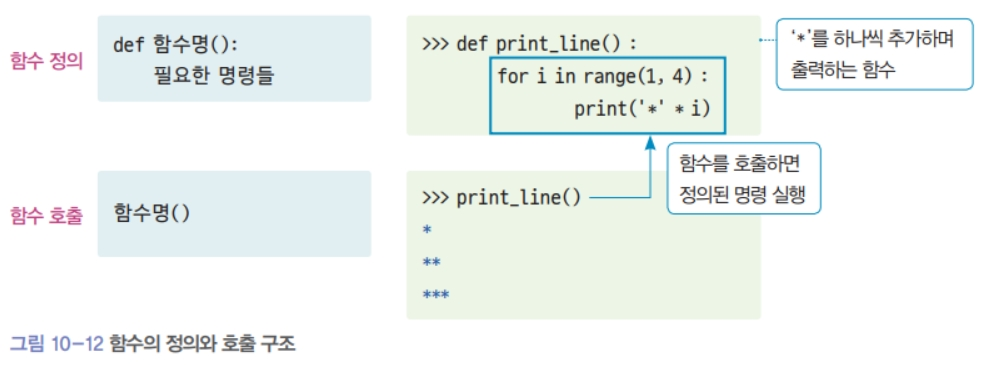 함수 정의
def 함수명():
필요한 명령들
>>> def print_line() :
for i in range(1, 4) :
print('*' * i)
'*'를 하나씩 추가하며
출력하는 함수
함수를 호출하면
정의된 명령 실행
함수 호출
함수명()
>>> print_line()
*
**
***
그림 10-12 함수의 정의와 호출 구조